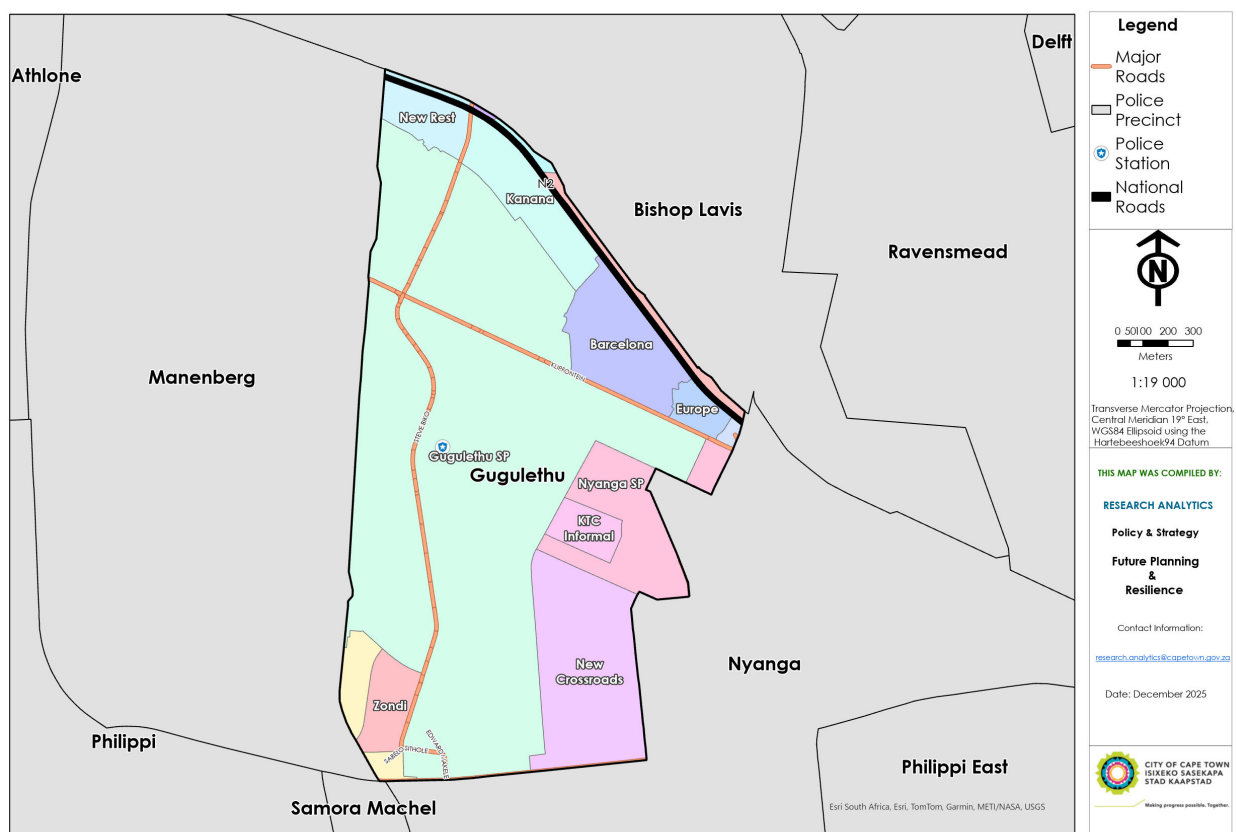 Delft
Athlone
New Rest
N2
Kanana
Bishop Lavis
Ravensmead
Barcelona
Manenberg
KLIPFONTEIN
Europe
STEVE BIKO
Gugulethu SP
Gugulethu
Nyanga SP
KTC
Informal
New
Crossroads
Nyanga
Zondi
SABELO SITHOLE
Philippi
Philippi East
Samora Machel
Esri South Africa, Esri, TomTom, Garmin, METI/NASA, USGS
Legend
Major
Roads
Police
Precinct
Police
Station
National
Roads
N
0 50100 200 300
Meters
1:19 000
Transverse Mercator Projection,
Central Meridian 19° East,
WGS84 Ellipsoid using the
Hartebeeshoek94 Datum
THIS MAP WAS COMPILED BY:
RESEARCH ANALYTICS
Policy & Strategy
Future Planning
&
Resilience
Contact Information:
research.analytics@capetown.gov.za
Date: December 2025
CITY OF CAPE TOWN
ISIXEKO SASEKAPA
STAD KAAPSTAD
Making progress possible. Together.